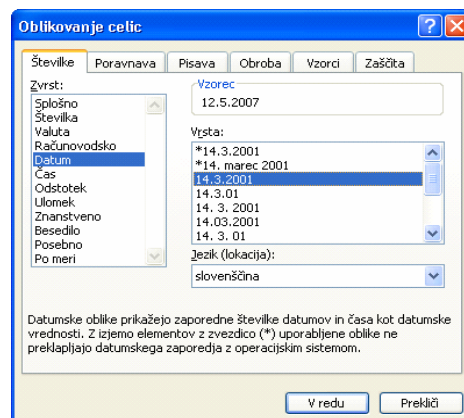 Oblikovanje celic
Številke Poravnava Pisava Obroba Vzorci Zaščita
Zvrst:
Splošno
Številka
Valuta
Računovodsko
Datum
Čas
Odstotek
Ulomek
Znanstveno
Besedilo
Posebno
Po meri
Vzorec
12.5.2007
Vrsta:
*14.3.2001
*14. marec 2001
14.3.2001
14.3.01
14. 3. 2001
14.03.2001
14. 3. 01
Jezik (lokacija):
slovenščina
Datumske oblike prikažejo zaporedne številke datumov in časa kot datumske
vrednosti. Z izjemo elementov z zvezdico (*) uporabljene oblike ne
preklapljajo datumskega zaporedja z operacijskim sistemom.
V redu Prekliči